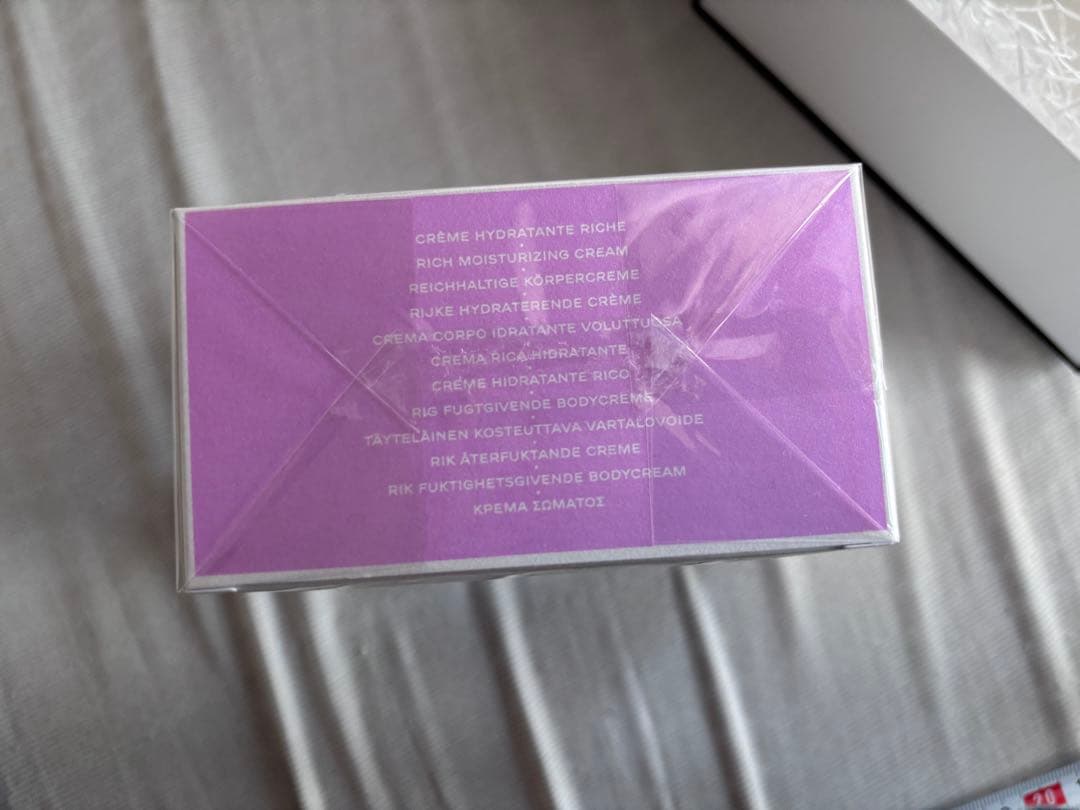 CRÈME HYDRATANTE RICHE
RICH MOISTURIZING CREAM
REICHHALTIGE KÖRPERCREME
RIJKE HYDRATERENDE CRÈME
CREMA CORPO IDRATANTE VOLUTTUOSA
CREMA RICA HIDRATANTE
CREME HIDRATANTE RICO
RIG FUGTGIVENDE BODYCREME
TÄYTELÄINEN KOSTEUTTAVA VARTALOVOIDE
RIK ÅTERFUKTANDE CREME
RIK FUKTIGHETSGIVENDE BODYCREAM
ΚΡΕΜΑ ΣΩΜΑΤΟΣ
20